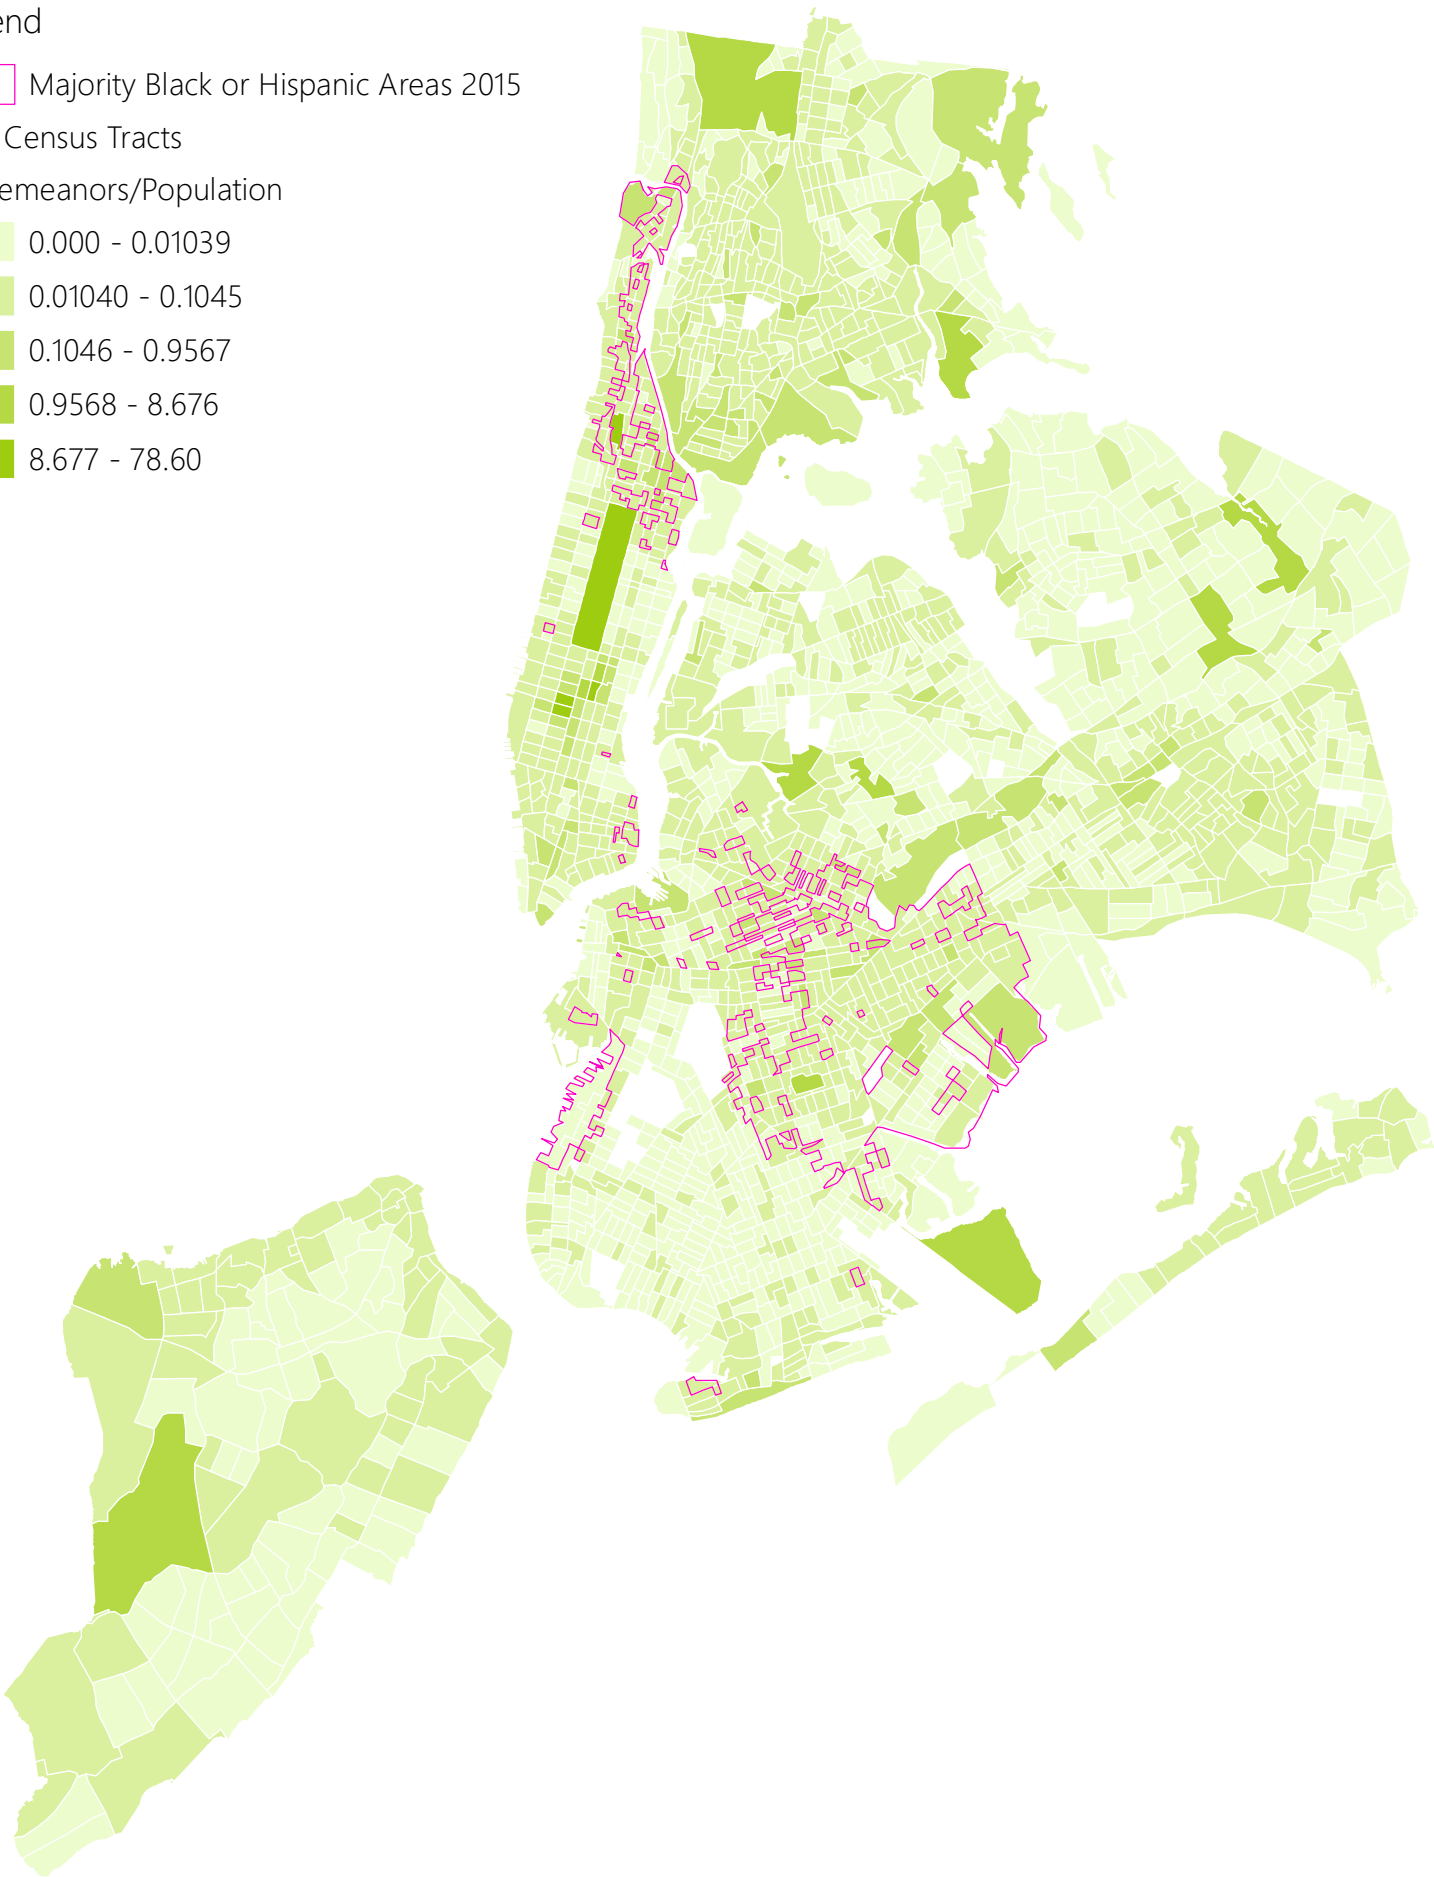 end
Majority Black or Hispanic Areas 2015
Census Tracts
emeanors/Population
0.000 - 0.01039
0.01040 - 0.1045
0.1046 - 0.9567
0.9568 - 8.676
8.677 - 78.60